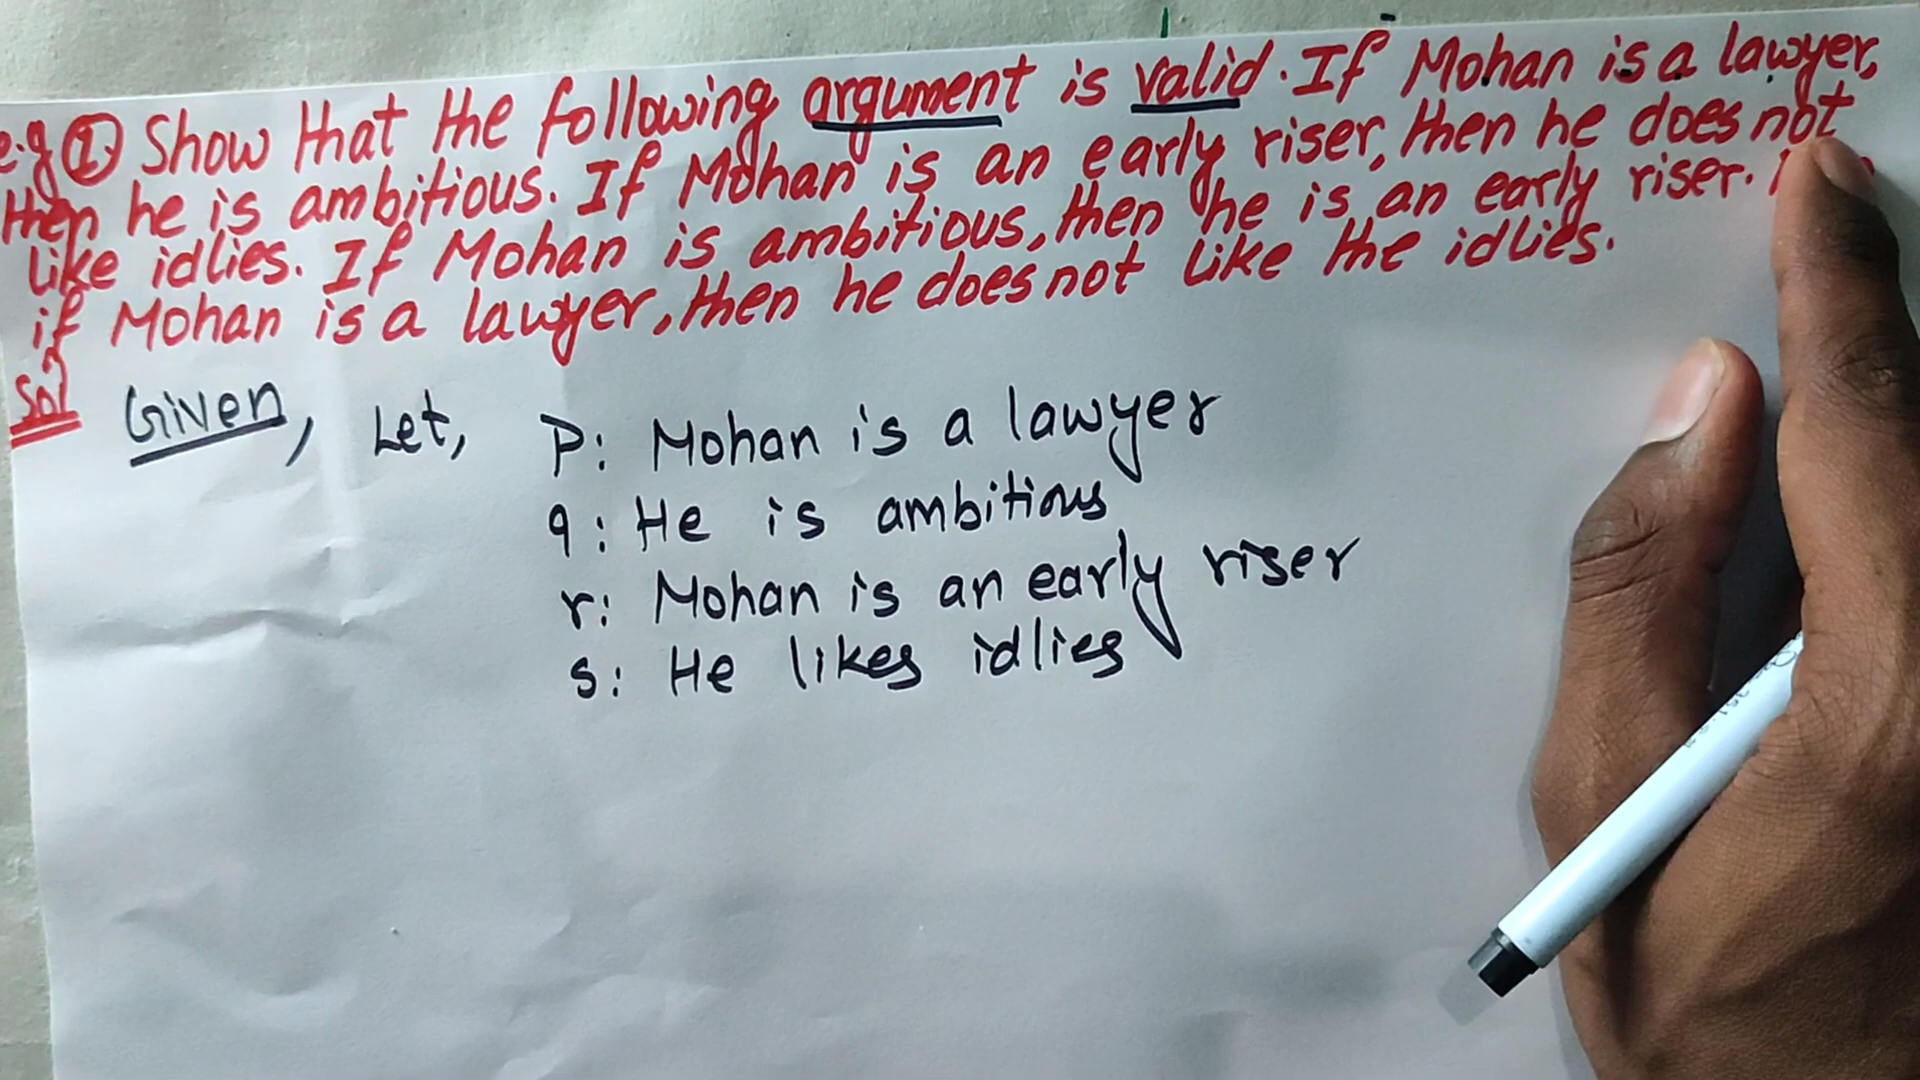 e.g ① Show that the following argument is valid. If Mohan is a lawyer,
then he is ambitious. If Mohan is an early riser, then he does not
like idlies. If Mohan is ambitious, then he is an early riser.
if Mohan is a lawyer, then he does not like the idlies.
Sol
Given, Let, P: Mohan is a lawyer
q: He is ambitious
r: Mohan is an early riser
s: He likes idlies